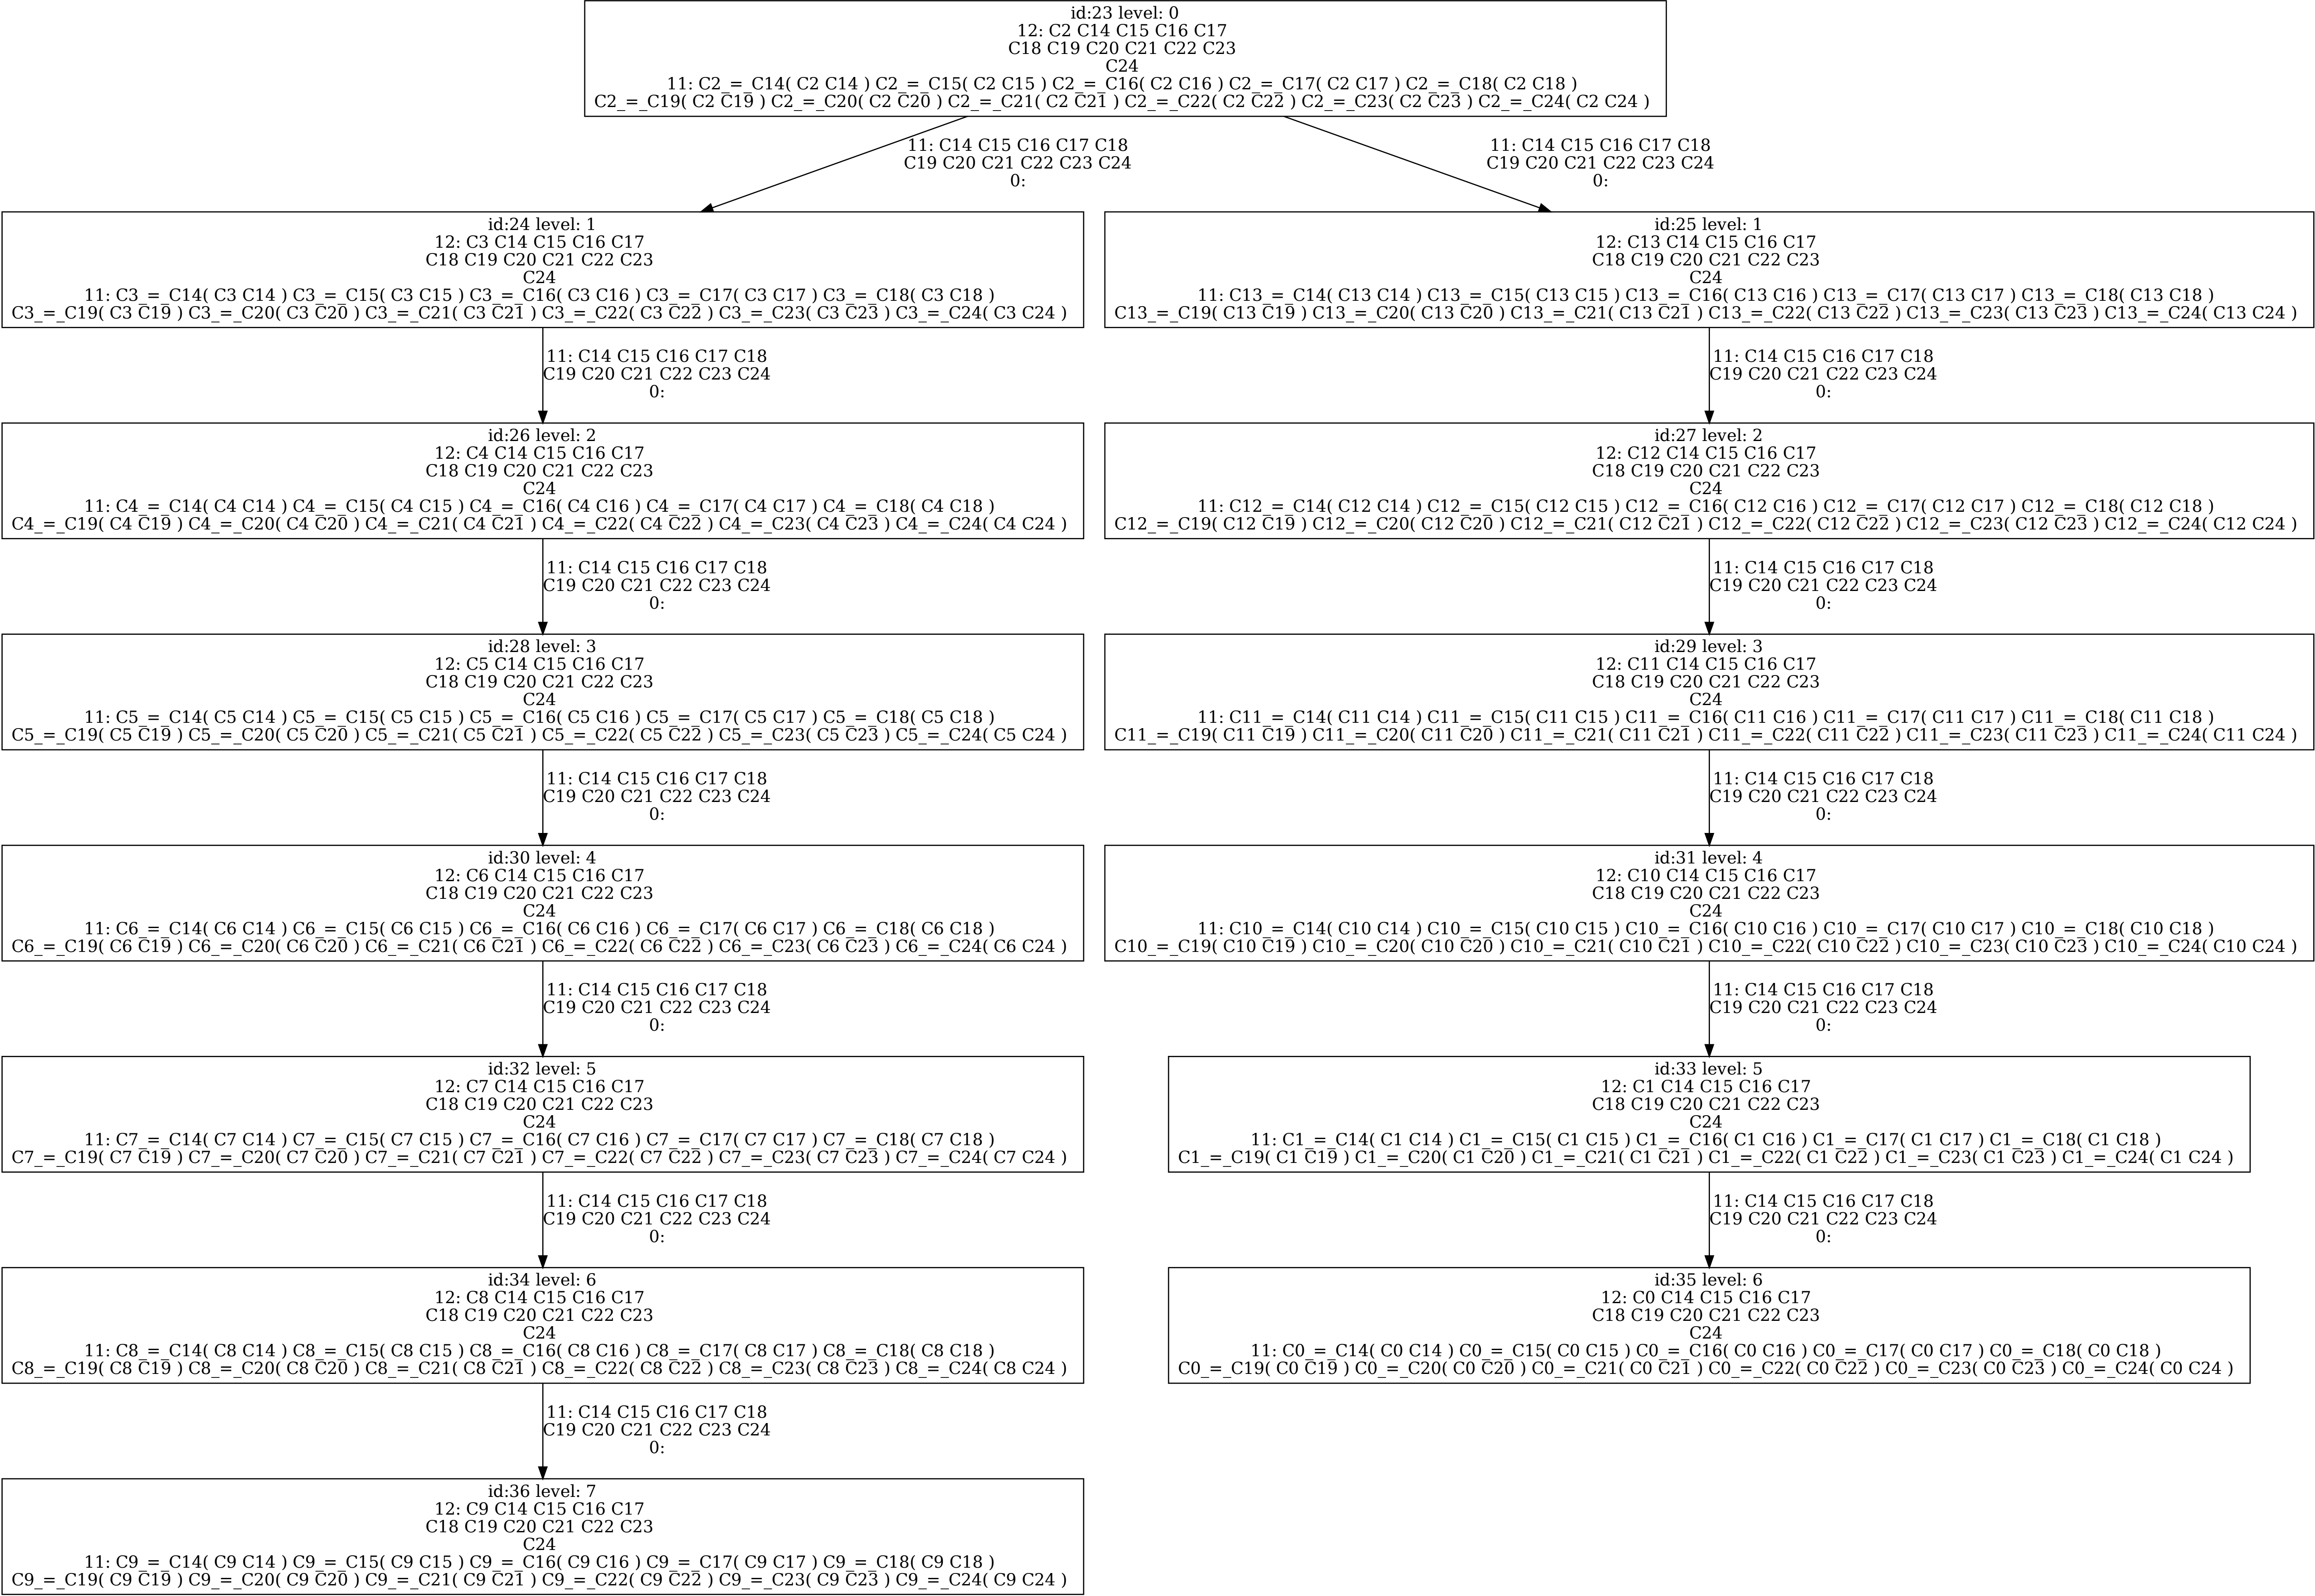 id:23 level: 0
12: C2 C14 C15 C16 C17
C18 C19 C20 C21 C22 C23
C24
11: C2_=_C14( C2 C14 ) C2_=_C15( C2 C15 ) C2_=_C16( C2 C16 ) C2_=_C17( C2 C17 ) C2_=_C18( C2 C18 )
C2_=_C19( C2 C19 ) C2_=_C20( C2 C20 ) C2_=_C21( C2 C21 ) C2_=_C22( C2 C22 ) C2_=_C23( C2 C23 ) C2_=_C24( C2 C24 )
11: C14 C15 C16 C17 C18
C19 C20 C21 C22 C23 C24
0:
11: C14 C15 C16 C17 C18
C19 C20 C21 C22 C23 C24
0:
id:24 level: 1
12: C3 C14 C15 C16 C17
C18 C19 C20 C21 C22 C23
C24
11: C3_=_C14( C3 C14 ) C3_=_C15( C3 C15 ) C3_=_C16( C3 C16 ) C3_=_C17( C3 C17 ) C3_=_C18( C3 C18 )
C3_=_C19( C3 C19 ) C3_=_C20( C3 C20 ) C3_=_C21( C3 C21 ) C3_=_C22( C3 C22 ) C3_=_C23( C3 C23 ) C3_=_C24( C3 C24 )
id:25 level: 1
12: C13 C14 C15 C16 C17
C18 C19 C20 C21 C22 C23
C24
11: C13_=_C14( C13 C14 ) C13_=_C15( C13 C15 ) C13_=_C16( C13 C16 ) C13_=_C17( C13 C17 ) C13_=_C18( C13 C18 )
C13_=_C19( C13 C19 ) C13_=_C20( C13 C20 ) C13_=_C21( C13 C21 ) C13_=_C22( C13 C22 ) C13_=_C23( C13 C23 ) C13_=_C24( C13 C24 )
11: C14 C15 C16 C17 C18
C19 C20 C21 C22 C23 C24
0:
11: C14 C15 C16 C17 C18
C19 C20 C21 C22 C23 C24
0:
id:26 level: 2
12: C4 C14 C15 C16 C17
C18 C19 C20 C21 C22 C23
C24
11: C4_=_C14( C4 C14 ) C4_=_C15( C4 C15 ) C4_=_C16( C4 C16 ) C4_=_C17( C4 C17 ) C4_=_C18( C4 C18 )
C4_=_C19( C4 C19 ) C4_=_C20( C4 C20 ) C4_=_C21( C4 C21 ) C4_=_C22( C4 C22 ) C4_=_C23( C4 C23 ) C4_=_C24( C4 C24 )
id:27 level: 2
12: C12 C14 C15 C16 C17
C18 C19 C20 C21 C22 C23
C24
11: C12_=_C14( C12 C14 ) C12_=_C15( C12 C15 ) C12_=_C16( C12 C16 ) C12_=_C17( C12 C17 ) C12_=_C18( C12 C18 )
C12_=_C19( C12 C19 ) C12_=_C20( C12 C20 ) C12_=_C21( C12 C21 ) C12_=_C22( C12 C22 ) C12_=_C23( C12 C23 ) C12_=_C24( C12 C24 )
11: C14 C15 C16 C17 C18
C19 C20 C21 C22 C23 C24
0:
11: C14 C15 C16 C17 C18
C19 C20 C21 C22 C23 C24
0:
id:28 level: 3
12: C5 C14 C15 C16 C17
C18 C19 C20 C21 C22 C23
C24
11: C5_=_C14( C5 C14 ) C5_=_C15( C5 C15 ) C5_=_C16( C5 C16 ) C5_=_C17( C5 C17 ) C5_=_C18( C5 C18 )
C5_=_C19( C5 C19 ) C5_=_C20( C5 C20 ) C5_=_C21( C5 C21 ) C5_=_C22( C5 C22 ) C5_=_C23( C5 C23 ) C5_=_C24( C5 C24 )
id:29 level: 3
12: C11 C14 C15 C16 C17
C18 C19 C20 C21 C22 C23
C24
11: C11_=_C14( C11 C14 ) C11_=_C15( C11 C15 ) C11_=_C16( C11 C16 ) C11_=_C17( C11 C17 ) C11_=_C18( C11 C18 )
C11_=_C19( C11 C19 ) C11_=_C20( C11 C20 ) C11_=_C21( C11 C21 ) C11_=_C22( C11 C22 ) C11_=_C23( C11 C23 ) C11_=_C24( C11 C24 )
11: C14 C15 C16 C17 C18
C19 C20 C21 C22 C23 C24
0:
11: C14 C15 C16 C17 C18
C19 C20 C21 C22 C23 C24
0:
id:30 level: 4
12: C6 C14 C15 C16 C17
C18 C19 C20 C21 C22 C23
C24
11: C6_=_C14( C6 C14 ) C6_=_C15( C6 C15 ) C6_=_C16( C6 C16 ) C6_=_C17( C6 C17 ) C6_=_C18( C6 C18 )
C6_=_C19( C6 C19 ) C6_=_C20( C6 C20 ) C6_=_C21( C6 C21 ) C6_=_C22( C6 C22 ) C6_=_C23( C6 C23 ) C6_=_C24( C6 C24 )
id:31 level: 4
12: C10 C14 C15 C16 C17
C18 C19 C20 C21 C22 C23
C24
11: C10_=_C14( C10 C14 ) C10_=_C15( C10 C15 ) C10_=_C16( C10 C16 ) C10_=_C17( C10 C17 ) C10_=_C18( C10 C18 )
C10_=_C19( C10 C19 ) C10_=_C20( C10 C20 ) C10_=_C21( C10 C21 ) C10_=_C22( C10 C22 ) C10_=_C23( C10 C23 ) C10_=_C24( C10 C24 )
11: C14 C15 C16 C17 C18
C19 C20 C21 C22 C23 C24
0:
11: C14 C15 C16 C17 C18
C19 C20 C21 C22 C23 C24
0:
id:32 level: 5
12: C7 C14 C15 C16 C17
C18 C19 C20 C21 C22 C23
C24
11: C7_=_C14( C7 C14 ) C7_=_C15( C7 C15 ) C7_=_C16( C7 C16 ) C7_=_C17( C7 C17 ) C7_=_C18( C7 C18 )
C7_=_C19( C7 C19 ) C7_=_C20( C7 C20 ) C7_=_C21( C7 C21 ) C7_=_C22( C7 C22 ) C7_=_C23( C7 C23 ) C7_=_C24( C7 C24 )
id:33 level: 5
12: C1 C14 C15 C16 C17
C18 C19 C20 C21 C22 C23
C24
11: C1_=_C14( C1 C14 ) C1_=_C15( C1 C15 ) C1_=_C16( C1 C16 ) C1_=_C17( C1 C17 ) C1_=_C18( C1 C18 )
C1_=_C19( C1 C19 ) C1_=_C20( C1 C20 ) C1_=_C21( C1 C21 ) C1_=_C22( C1 C22 ) C1_=_C23( C1 C23 ) C1_=_C24( C1 C24 )
11: C14 C15 C16 C17 C18
C19 C20 C21 C22 C23 C24
0:
11: C14 C15 C16 C17 C18
C19 C20 C21 C22 C23 C24
0:
id:34 level: 6
12: C8 C14 C15 C16 C17
C18 C19 C20 C21 C22 C23
C24
11: C8_=_C14( C8 C14 ) C8_=_C15( C8 C15 ) C8_=_C16( C8 C16 ) C8_=_C17( C8 C17 ) C8_=_C18( C8 C18 )
C8_=_C19( C8 C19 ) C8_=_C20( C8 C20 ) C8_=_C21( C8 C21 ) C8_=_C22( C8 C22 ) C8_=_C23( C8 C23 ) C8_=_C24( C8 C24 )
id:35 level: 6
12: C0 C14 C15 C16 C17
C18 C19 C20 C21 C22 C23
C24
11: C0_=_C14( C0 C14 ) C0_=_C15( C0 C15 ) C0_=_C16( C0 C16 ) C0_=_C17( C0 C17 ) C0_=_C18( C0 C18 )
C0_=_C19( C0 C19 ) C0_=_C20( C0 C20 ) C0_=_C21( C0 C21 ) C0_=_C22( C0 C22 ) C0_=_C23( C0 C23 ) C0_=_C24( C0 C24 )
11: C14 C15 C16 C17 C18
C19 C20 C21 C22 C23 C24
0:
id:36 level: 7
12: C9 C14 C15 C16 C17
C18 C19 C20 C21 C22 C23
C24
11: C9_=_C14( C9 C14 ) C9_=_C15( C9 C15 ) C9_=_C16( C9 C16 ) C9_=_C17( C9 C17 ) C9_=_C18( C9 C18 )
C9_=_C19( C9 C19 ) C9_=_C20( C9 C20 ) C9_=_C21( C9 C21 ) C9_=_C22( C9 C22 ) C9_=_C23( C9 C23 ) C9_=_C24( C9 C24 )